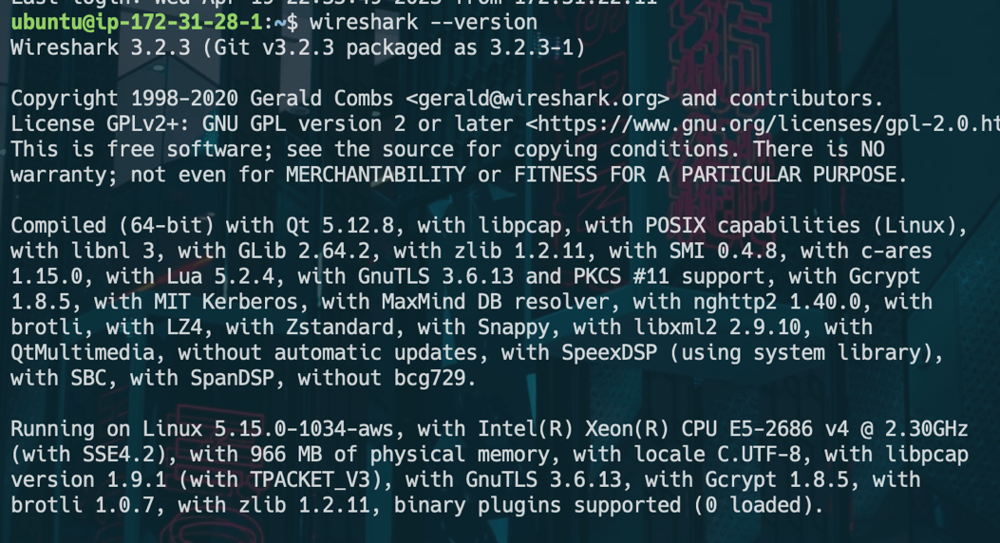 Last login: Wed Apr 19 22:33:49 2023 from 172.31.22.11
ubuntu@ip-172-31-28-1:~$ wireshark --version
Wireshark 3.2.3 (Git v3.2.3 packaged as 3.2.3-1)
Copyright 1998-2020 Gerald Combs <gerald@wireshark.org> and contributors.
License GPLv2+: GNU GPL version 2 or later <https://www.gnu.org/licenses/gpl-2.0.ht
This is free software; see the source for copying conditions. There is NO
warranty; not even for MERCHANTABILITY or FITNESS FOR A PARTICULAR PURPOSE.
Compiled (64-bit) with Qt 5.12.8, with libpcap, with POSIX capabilities (Linux),
with libnl 3, with GLib 2.64.2, with zlib 1.2.11, with SMI 0.4.8, with c-ares
1.15.0, with Lua 5.2.4, with GnuTLS 3.6.13 and PKCS #11 support, with Gcrypt
1.8.5, with MIT Kerberos, with MaxMind DB resolver, with nghttp2 1.40.0, with
brotli, with LZ4, with Zstandard, with Snappy, with libxml2 2.9.10, with
QtMultimedia, without automatic updates, with SpeexDSP (using system library),
with SBC, with SpanDSP, without bcg729.
Running on Linux 5.15.0-1034-aws, with Intel(R) Xeon(R) CPU E5-2686 v4 @ 2.30GHz
(with SSE4.2), with 966 MB of physical memory, with locale C.UTF-8, with libpcap
version 1.9.1 (with TPACKET_V3), with GnuTLS 3.6.13, with Gcrypt 1.8.5, with
brotli 1.0.7, with zlib 1.2.11, binary plugins supported (0 loaded).